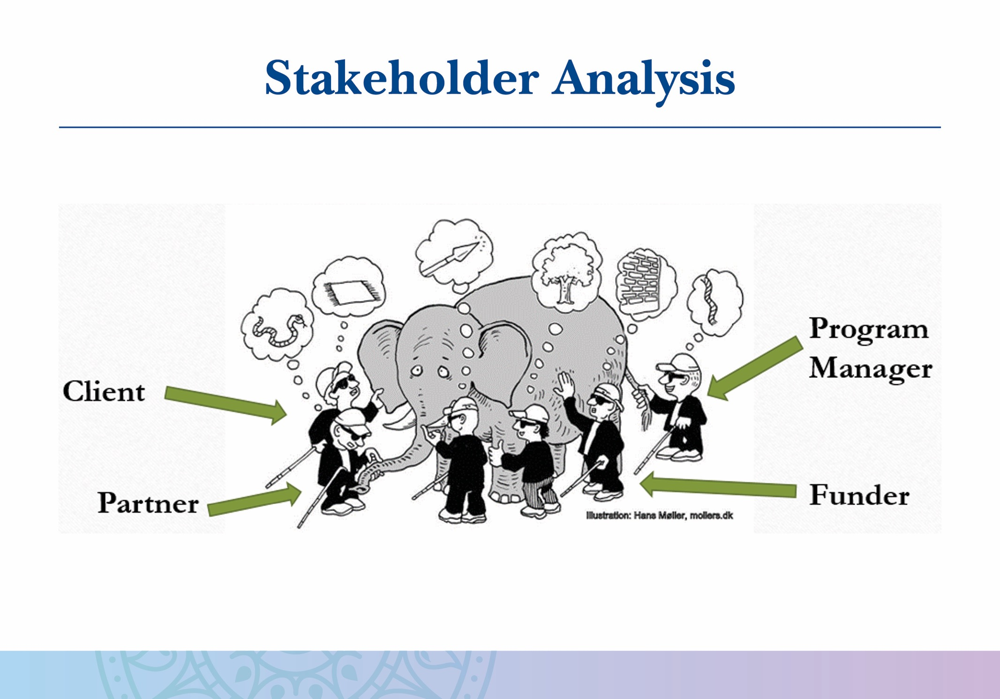 Stakeholder Analysis
Client
Partner
Program
Manager
Funder
Illustration: Hans Møller, mollers.dk